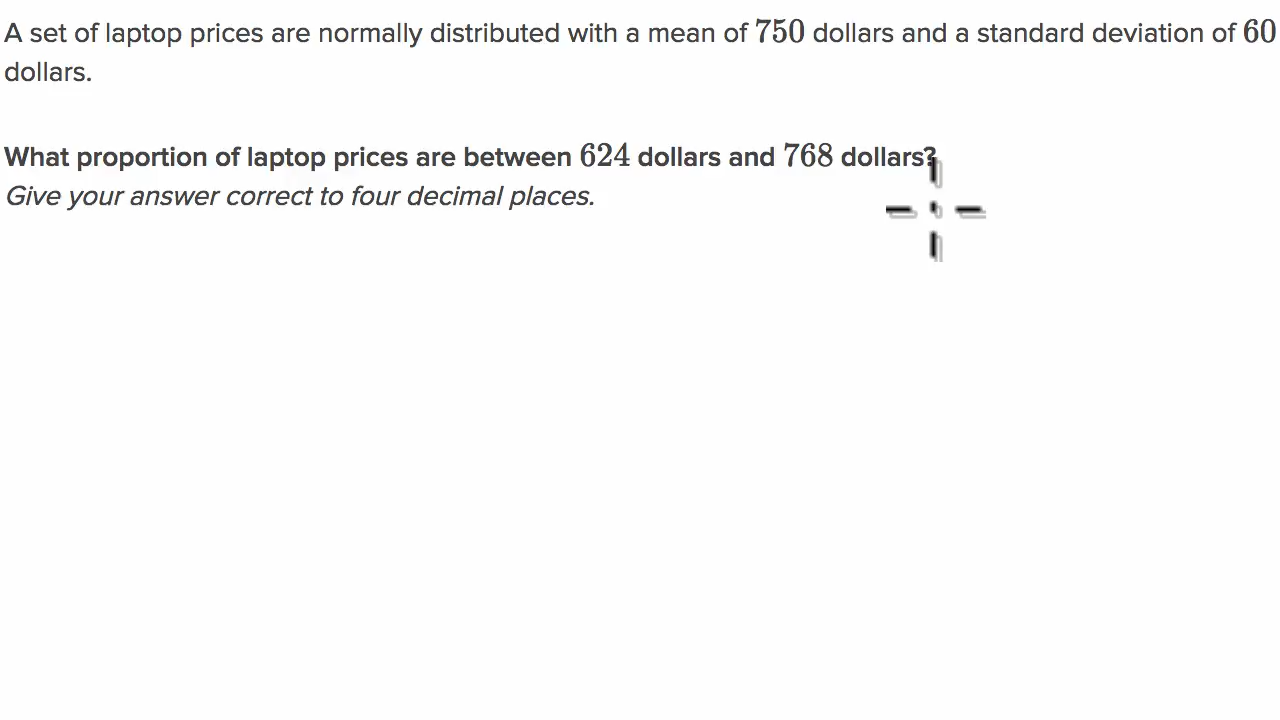 A set of laptop prices are normally distributed with a mean of 750 dollars and a standard deviation of 60
dollars.
What proportion of laptop prices are between 624 dollars and 768 dollars?
Give your answer correct to four decimal places.